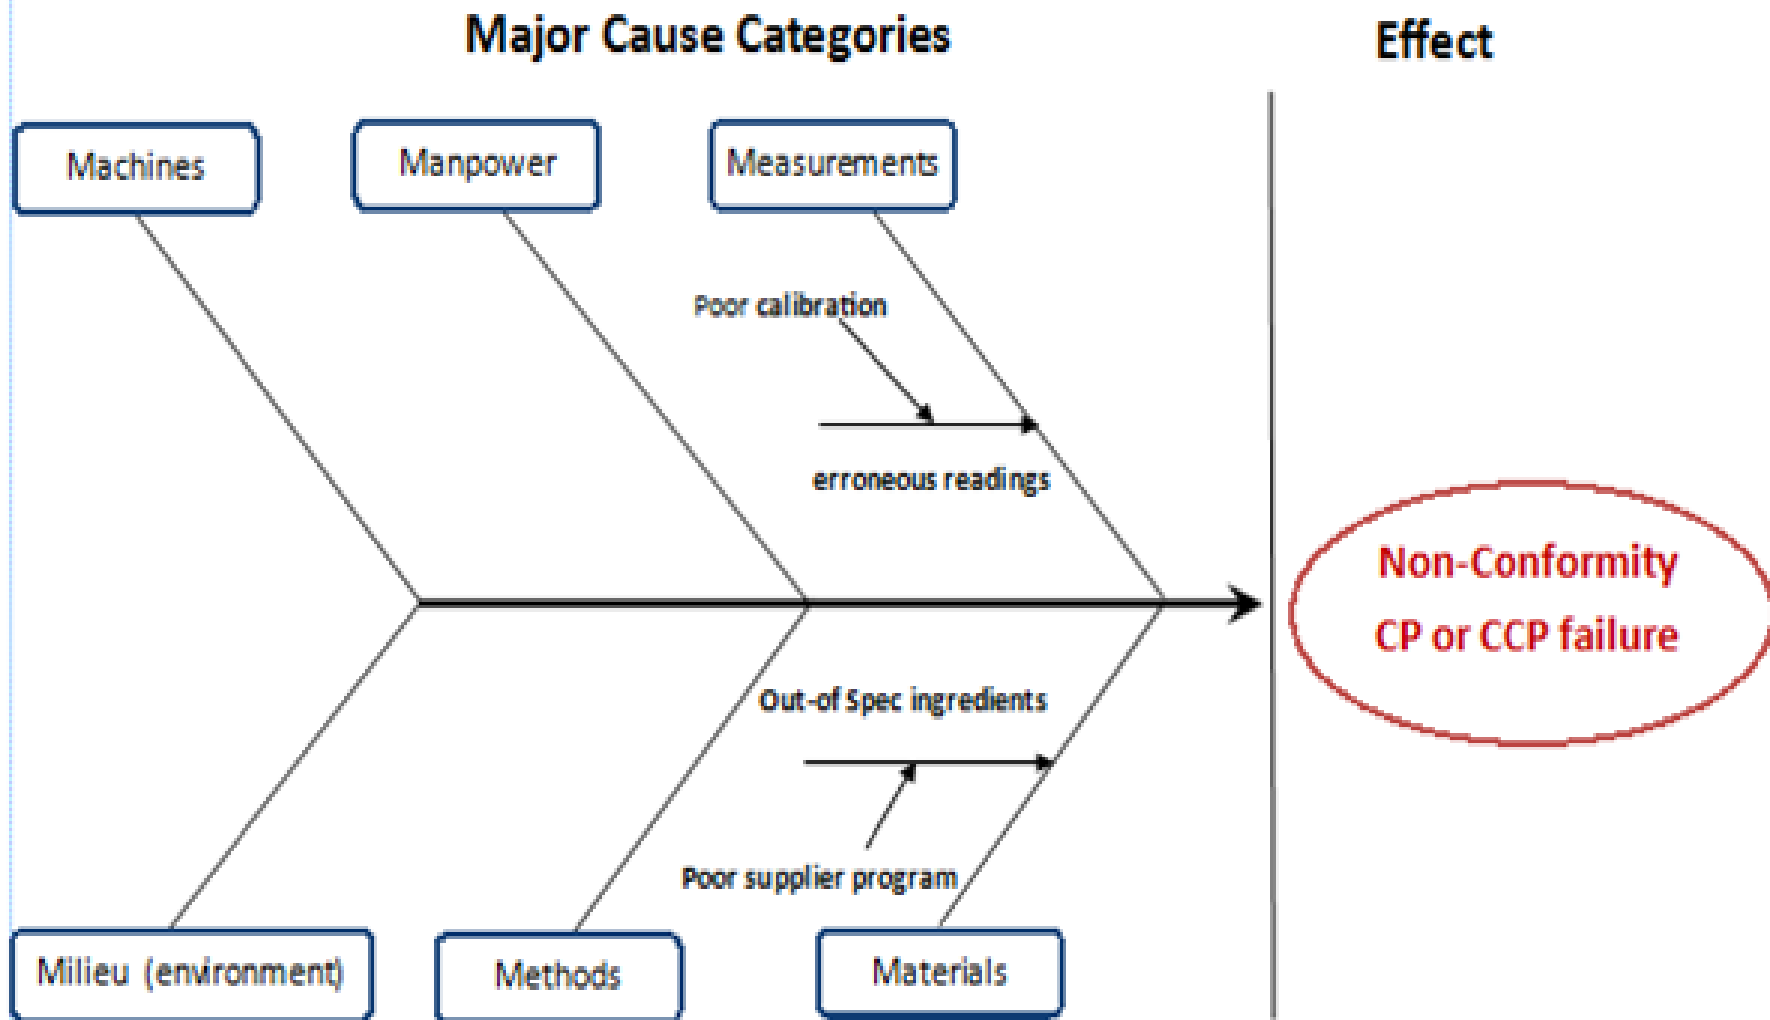 Major Cause Categories
Effect
Machines
Manpower
Measurements
Poor calibration
erroneous readings
Non-Conformity
CP or CCP failure
Out-of Spec ingredients
Poor supplier program
Milieu (environment)
Methods
Materials